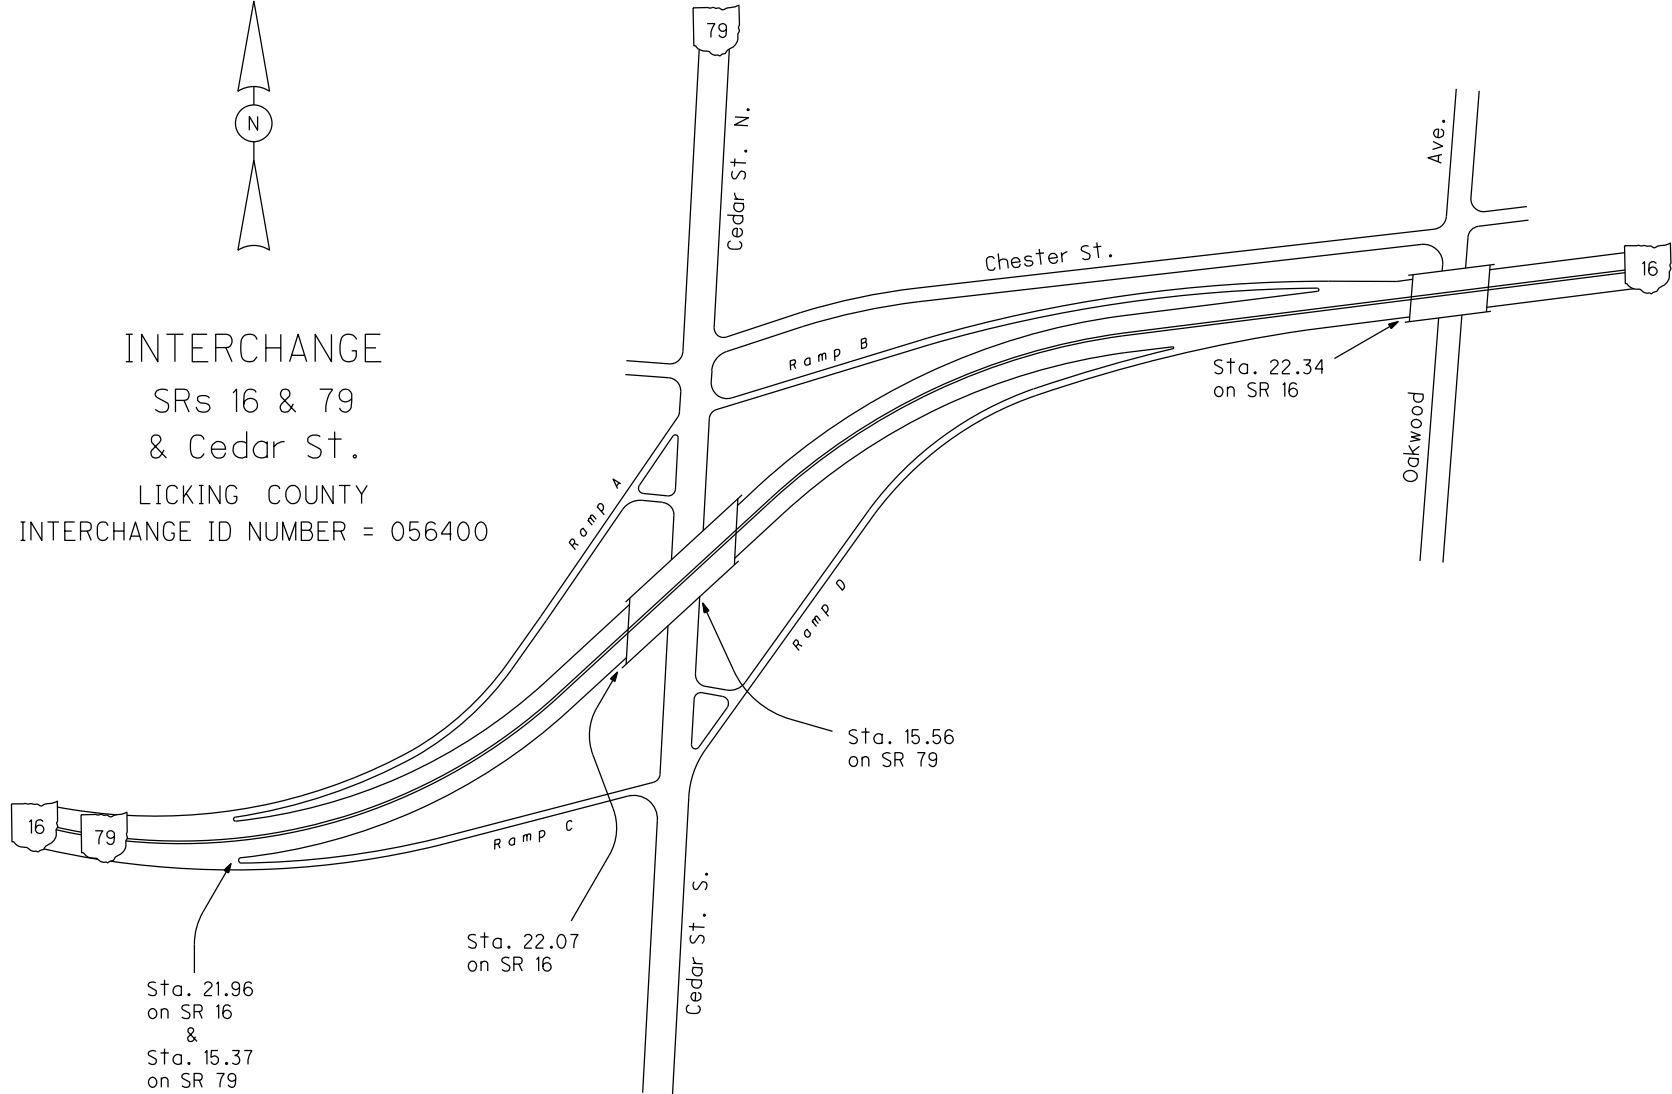 79
N
Cedar St. N.
Ave.
Chester St.
16
INTERCHANGE
SRs 16 & 79
& Cedar St.
LICKING COUNTY
INTERCHANGE ID NUMBER = 056400
Ramp B
Sta. 22.34
on SR 16
Oakwood
Ramp A
Ramp D
Sta. 15.56
on SR 79
16
79
Ramp C
Cedar St. S.
Sta. 22.07
on SR 16
Sta. 21.96
on SR 16
&
Sta. 15.37
on SR 79